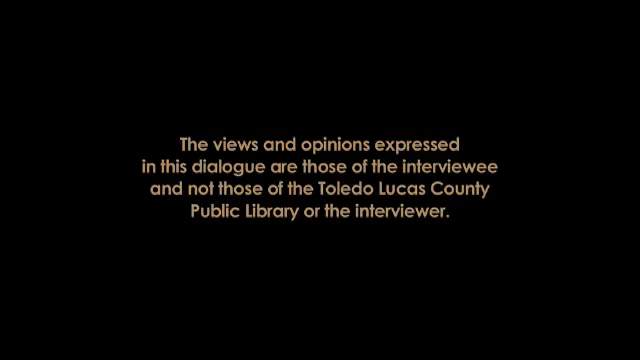 The views and opinions expressed
in this dialogue are those of the interviewee
and not those of the Toledo Lucas County
Public Library or the interviewer.